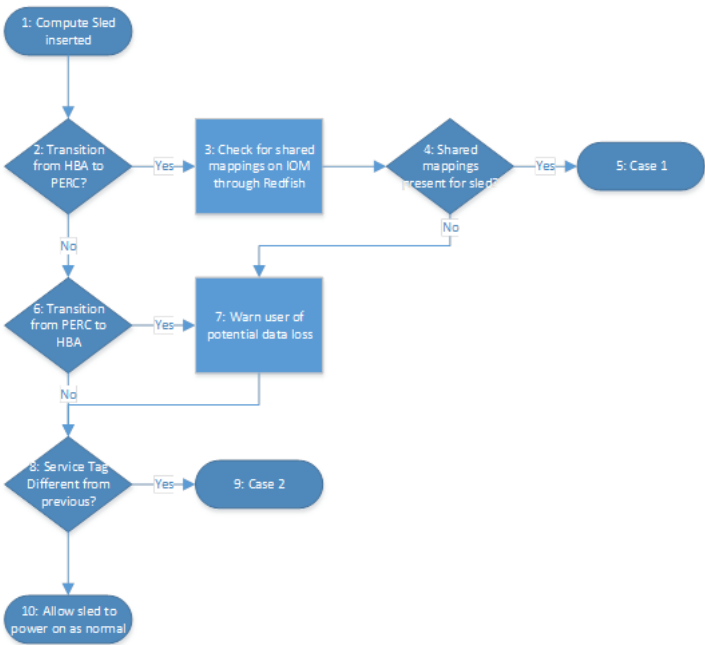 1: Compute Sled
inserted
2: Transition
from HBA to
PERC?
Yes
3: Check for shared
mappings on IOM
through Redfish
4: Shared
mappings
present for sled?
Yes
5: Case 1
No
No
6: Transition
from PERC to
HBA
Yes
7: Warn user of
potential data loss
No
8: Service Tag
Different from
previous?
Yes
9: Case 2
10: Allow sled to
power on as normal